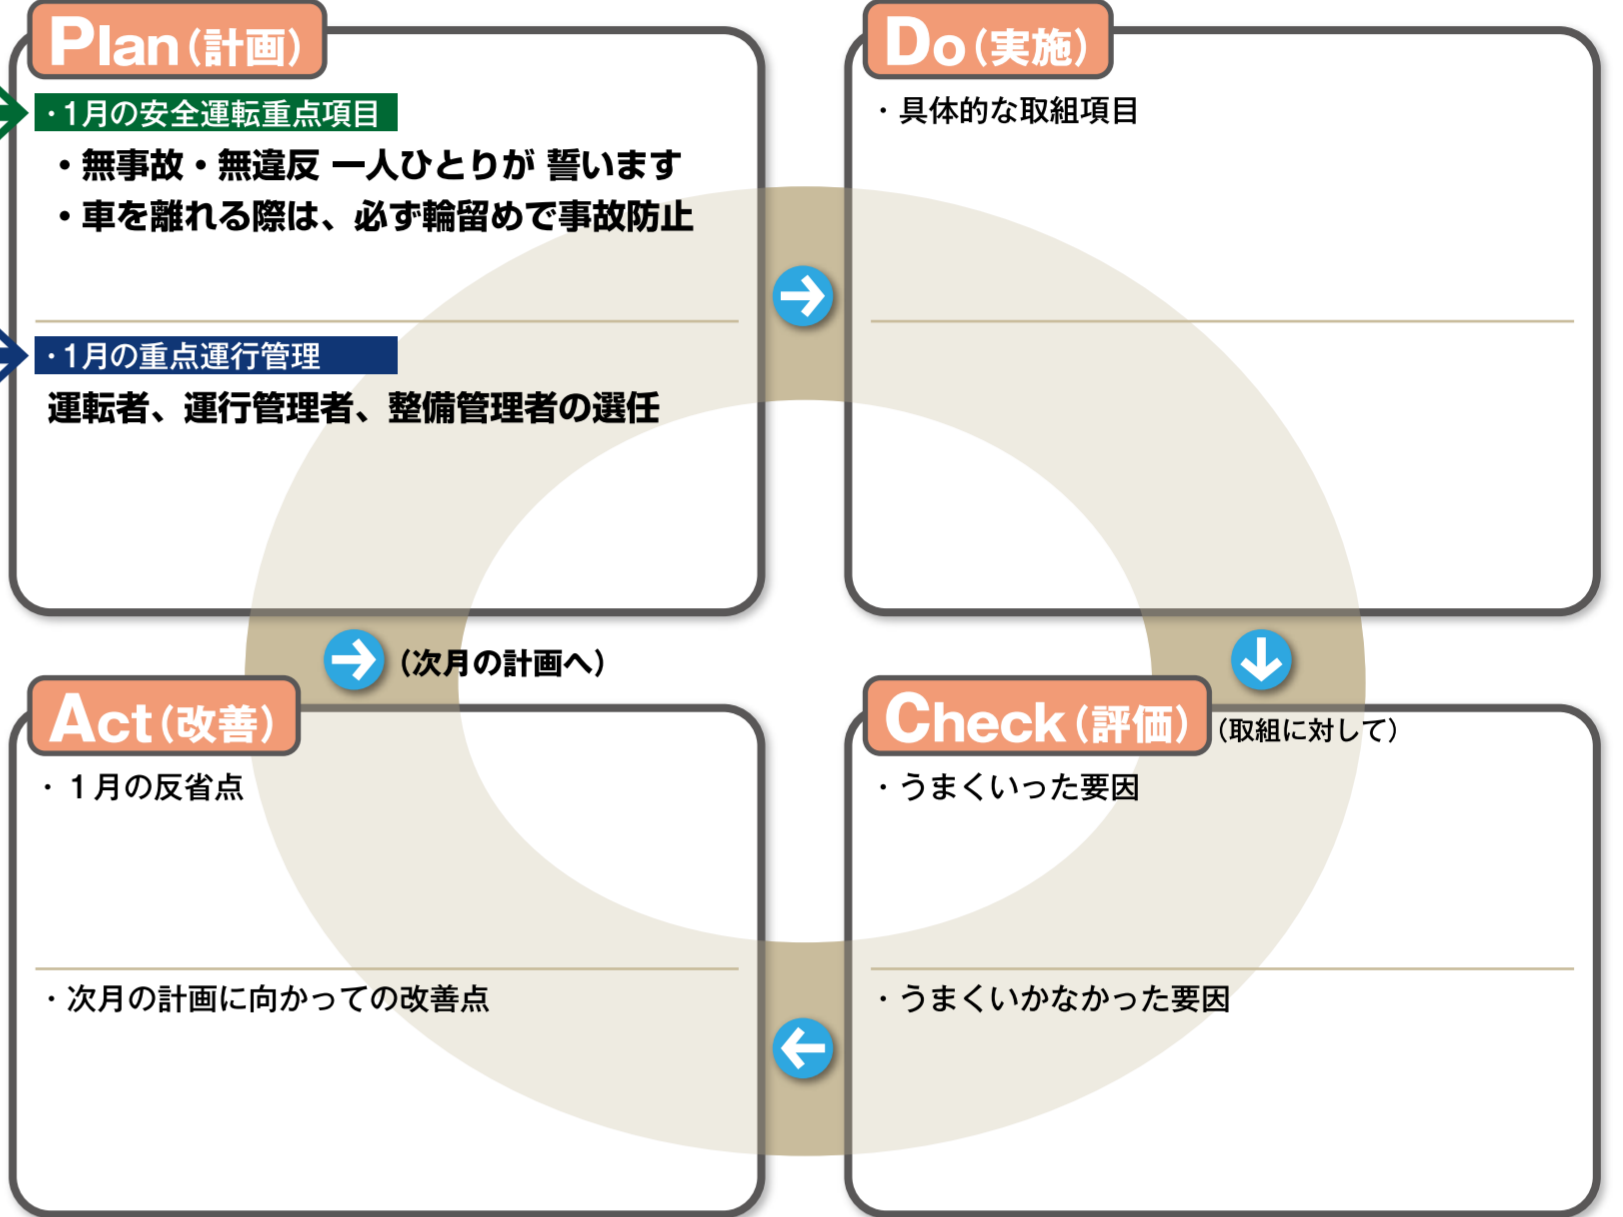 Plan(計画)
・1月の安全運転重点項目
・無事故・無違反 一人ひとりが 誓います
・車を離れる際は、必ず輪留めで事故防止
・1月の重点運行管理
運転者、運行管理者、整備管理者の選任
Do(実施)
・具体的な取組項目
(次月の計画へ)
Check(評価)(取組に対して)
・うまくいった要因
・うまくいかなかった要因
Act(改善)
・1月の反省点
・次月の計画に向かっての改善点